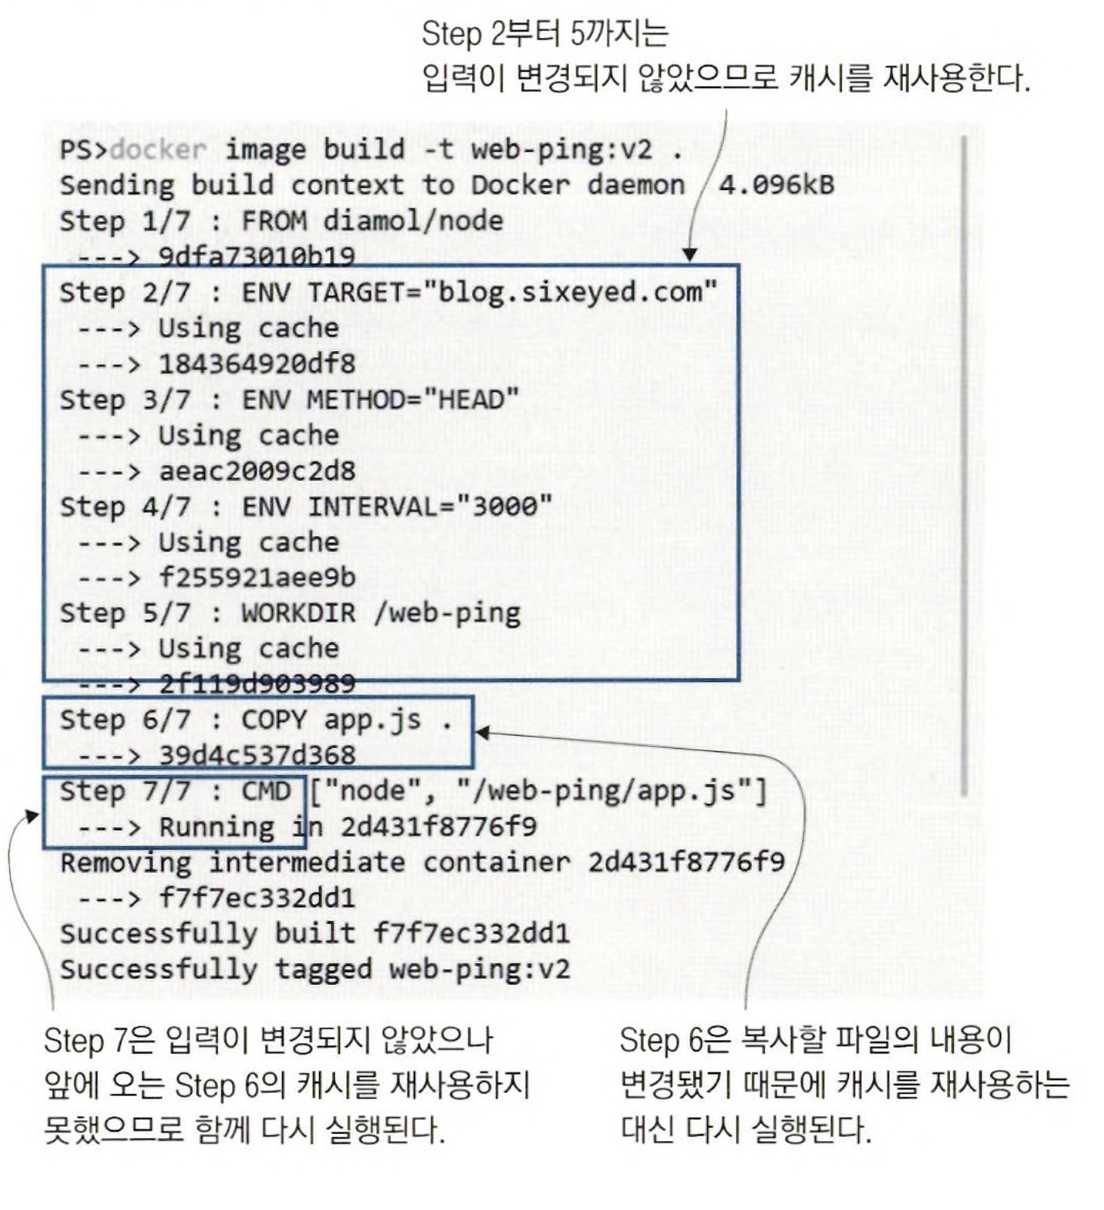 Step 2부터 5까지는
입력이 변경되지 않았으므로 캐시를 재사용한다.
PS>docker image build -t web-ping:v2 .
Sending build context to Docker daemon  4.096kB
Step 1/7 : FROM diamol/node
---> 9dfa73010b19
Step 2/7 : ENV TARGET="blog.sixeyed.com"
---> Using cache
---> 184364920df8
Step 3/7 : ENV METHOD="HEAD"
---> Using cache
---> aeac2009c2d8
Step 4/7 : ENV INTERVAL="3000"
---> Using cache
---> f255921aee9b
Step 5/7 : WORKDIR /web-ping
---> Using cache
---> 2f119d903989
Step 6/7 : COPY app.js .
---> 39d4c537d368
Step 7/7 : CMD ["node", "/web-ping/app.js"]
---> Running in 2d431f8776f9
Removing intermediate container 2d431f8776f9
---> f7f7ec332dd1
Successfully built f7f7ec332dd1
Successfully tagged web-ping:v2
Step 7은 입력이 변경되지 않았으나
앞에 오는 Step 6의 캐시를 재사용하지
못했으므로 함께 다시 실행된다.
Step 6은 복사할 파일의 내용이
변경됐기 때문에 캐시를 재사용하는
대신 다시 실행된다.